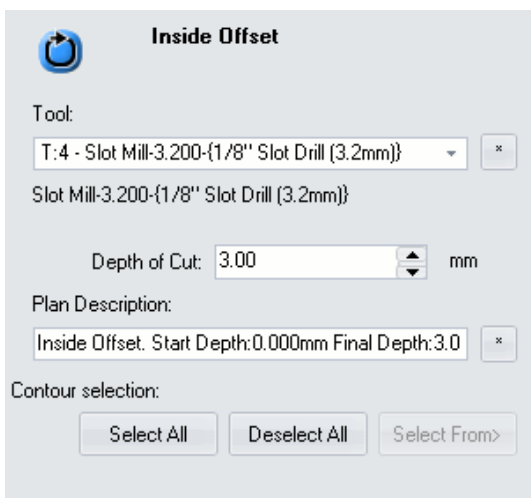 Inside Offset
Tool:
T:4 - Slot Mill-3.200-{1/8" Slot Drill (3.2mm)}
*
Slot Mill-3.200-{1/8" Slot Drill (3.2mm)}
Depth of Cut: 3.00 mm
Plan Description:
Inside Offset. Start Depth:0.000mm Final Depth:3.0
*
Contour selection:
Select All Deselect All Select From>